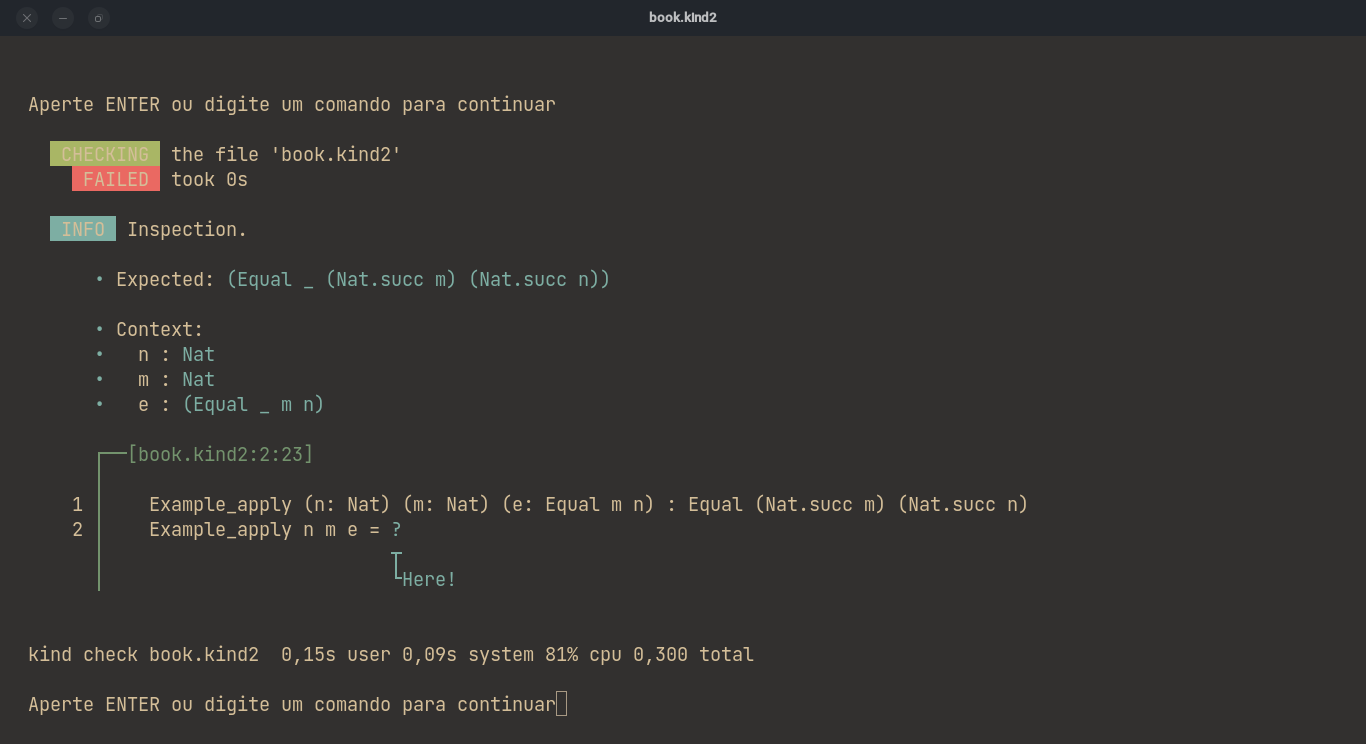 book.kind2
Aperte ENTER ou digite um comando para continuar
CHECKING the file 'book.kind2'
FAILED took 0s
INFO Inspection.
• Expected: (Equal _ (Nat.succ m) (Nat.succ n))
• Context:
• n : Nat
• m : Nat
• e : (Equal _ m n)
[book.kind2:2:23]
1 Example_apply (n: Nat) (m: Nat) (e: Equal m n) : Equal (Nat.succ m) (Nat.succ n)
2 Example_apply n m e = ?
Here!
kind check book.kind2 0,15s user 0,09s system 81% cpu 0,300 total
Aperte ENTER ou digite um comando para continuar